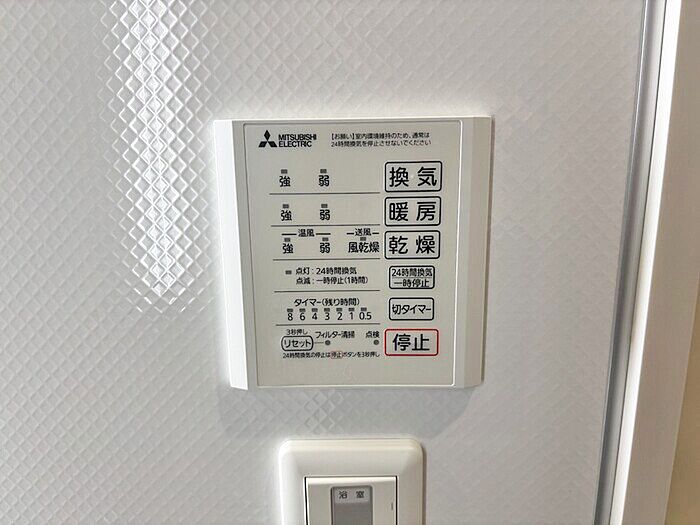 MITSUBISHI
ELECTRIC
【お願い】室内環境維持のため、通常は
24時間換気を停止させないでください
強 弱 換気
強 弱 暖房
温風 送風
強 弱 風乾燥 乾燥
点灯:24時間換気
点滅:一時停止(1時間)
24時間換気
一時停止
タイマー(残り時間)
8 6 4 3 2 1 0.5
切タイマー
3秒押し
リセット フィルター清掃 点検
停止
24時間換気の停止は停止ボタンを3秒押し
浴室